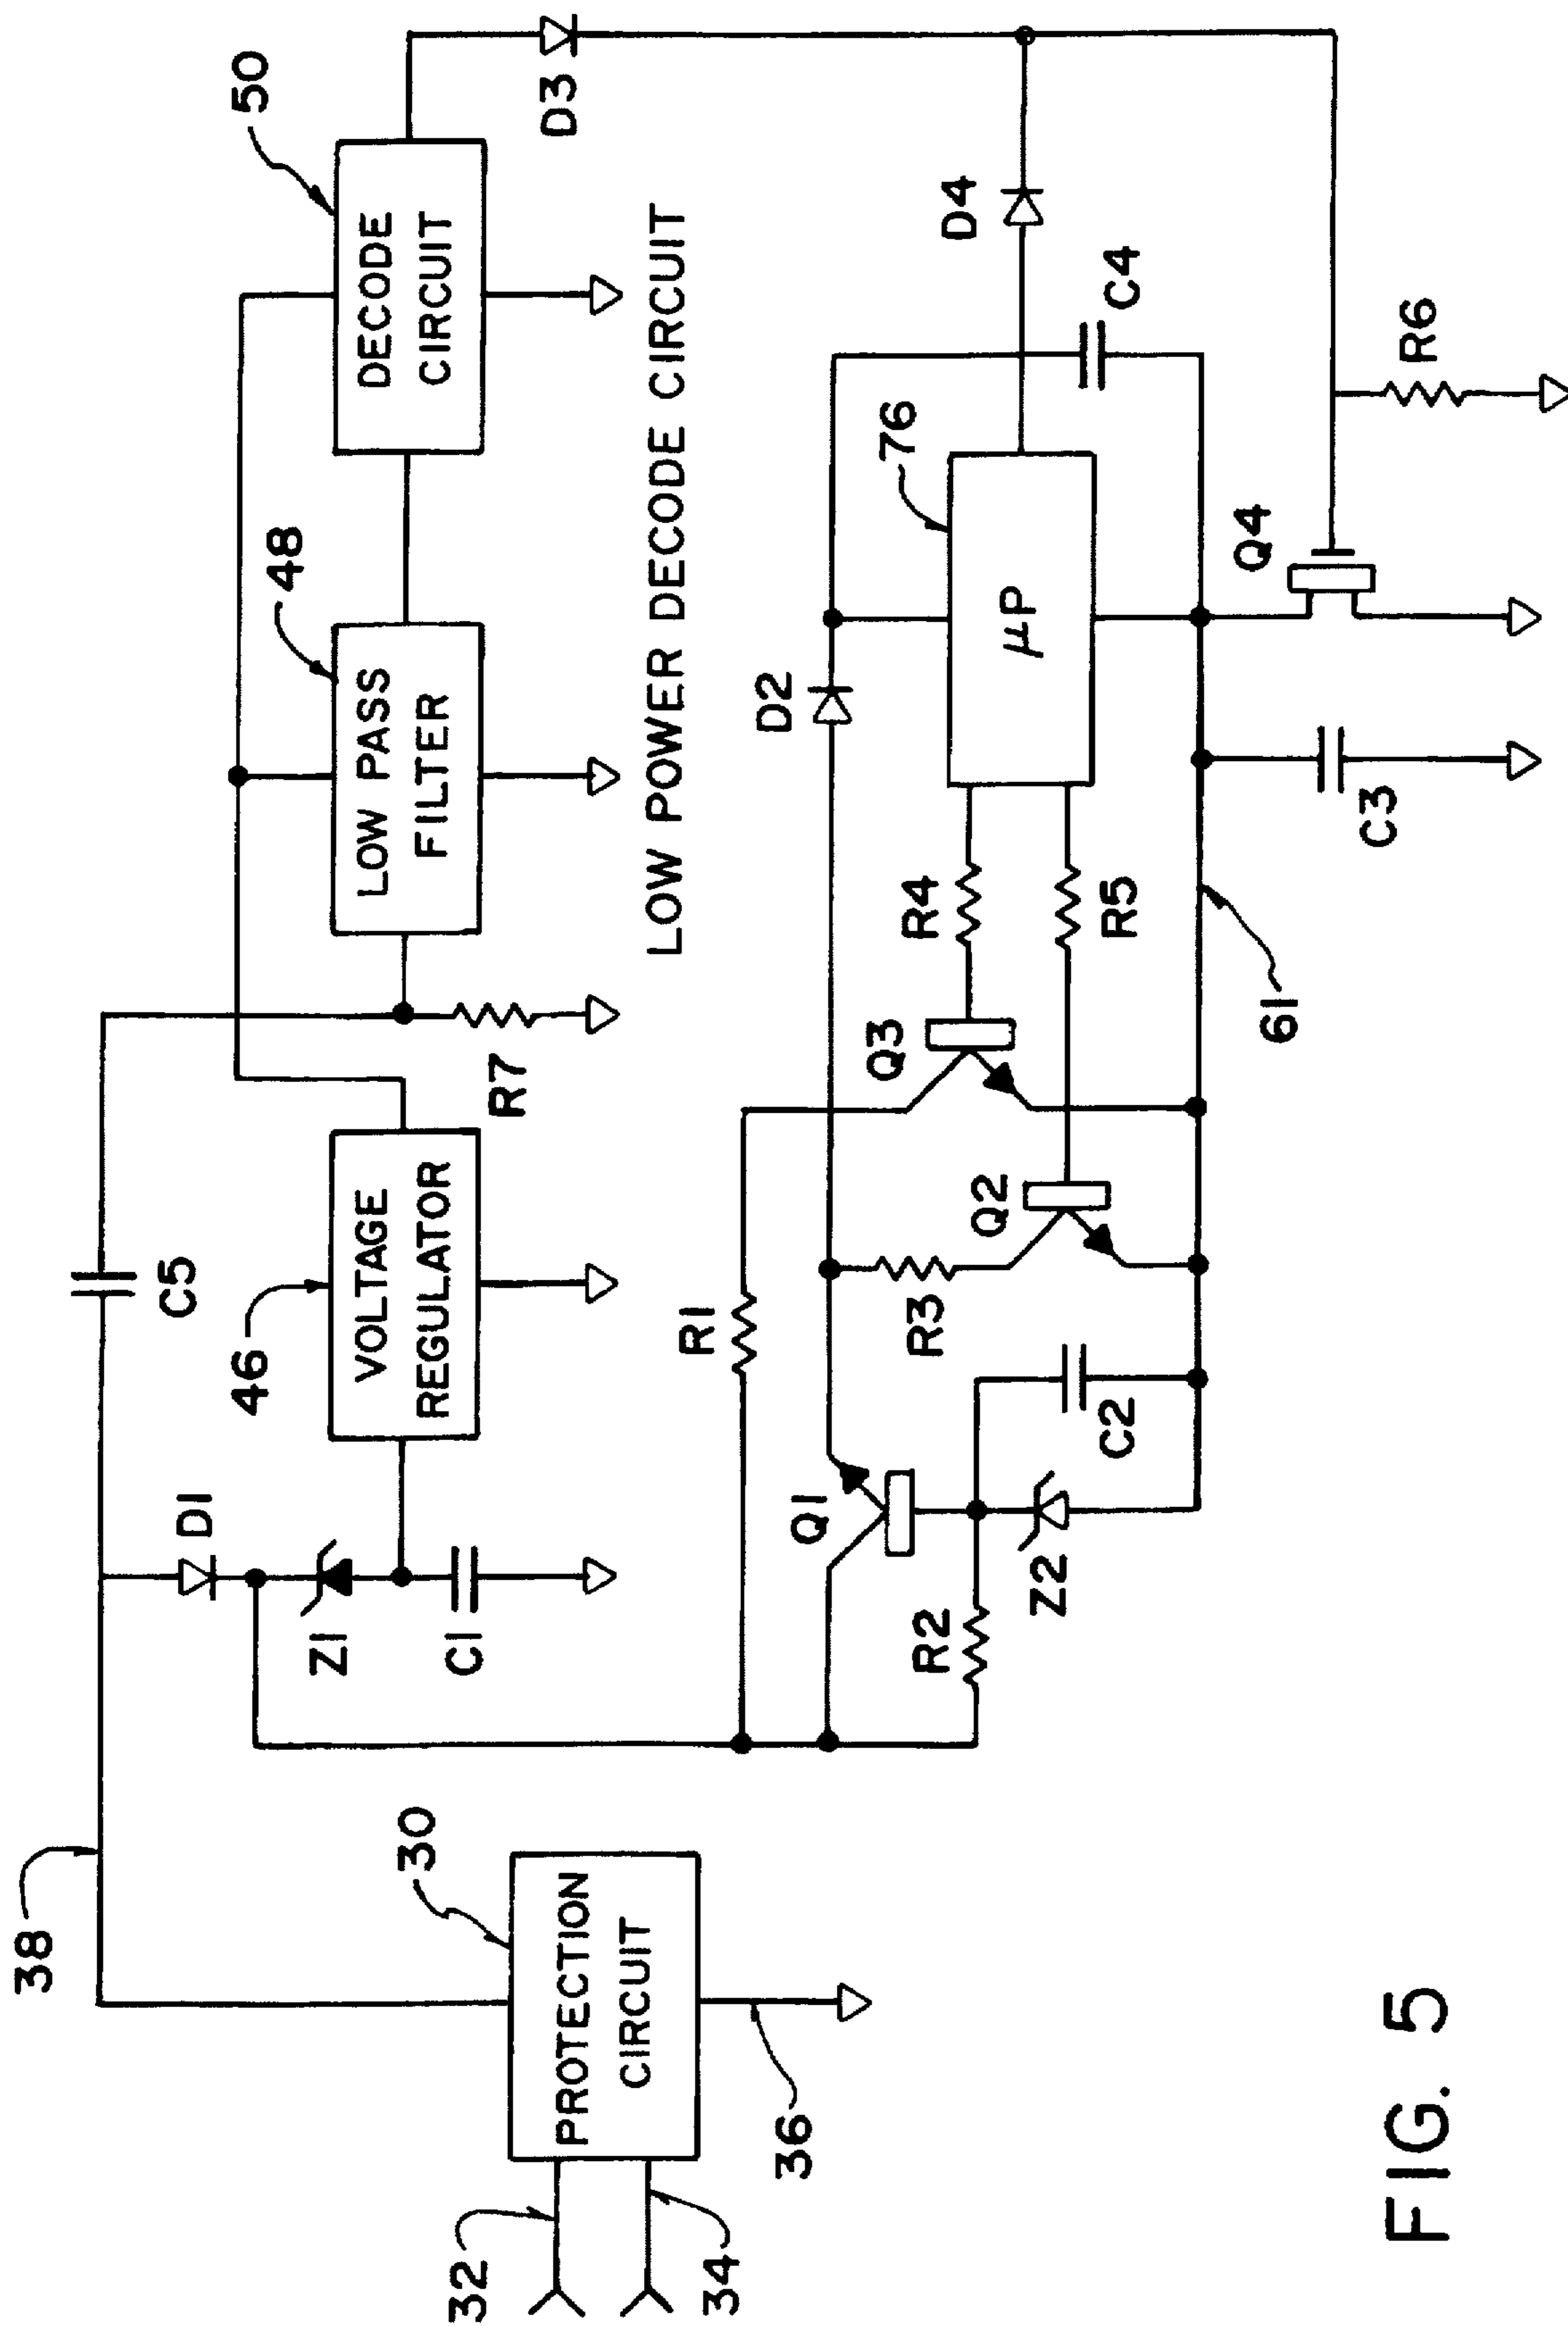 38
C5
50
D1
46
VOLTAGE
REGULATOR
48
LOW PASS
FILTER
DECODE
CIRCUIT
D3
Z1
C1
R7
30
PROTECTION
CIRCUIT
32
34
36
LOW POWER DECODE CIRCUIT
R1
Q1
D2
Q3
R4
76
D4
R2
R3
Q2
μP
R5
C4
Z2
C2
61
C3
Q4
R6
FIG. 5